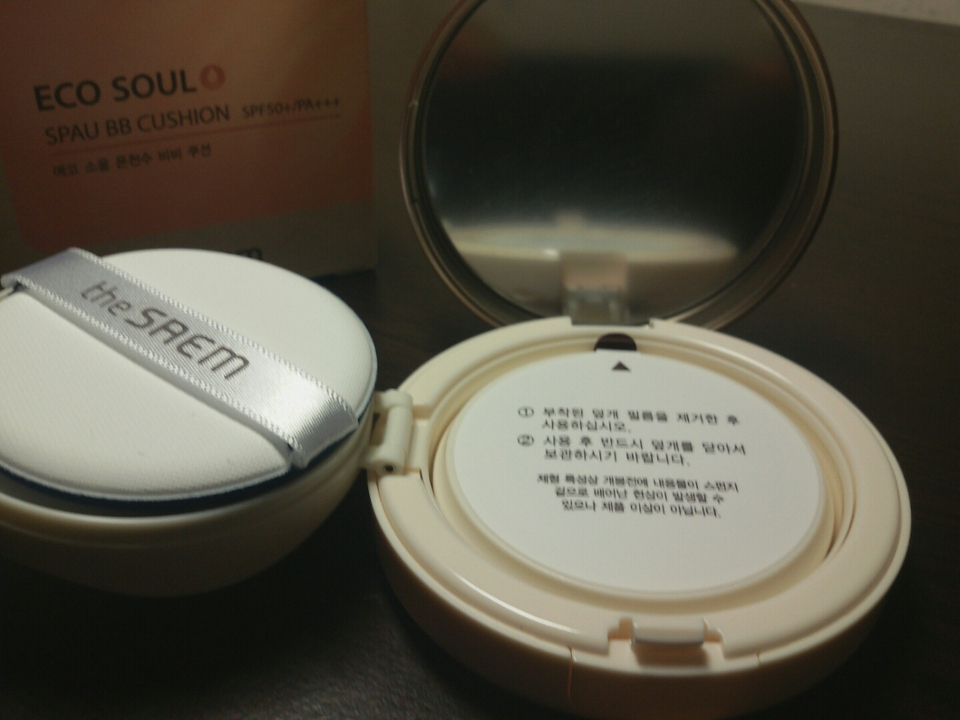 ECO SOUL
SPAU BB CUSHION SPF50+/PA+++
에코 소울 온천수 비비 쿠션
the SAEM
① 부착된 덮개 필름을 제거한 후
사용하십시오.
② 사용 후 반드시 덮개를 닫아서
보관하시기 바랍니다.
제형 특성상 개봉전에 내용물이 스펀지
겉으로 배어난 현상이 발생할 수
있으나 제품 이상이 아닙니다.